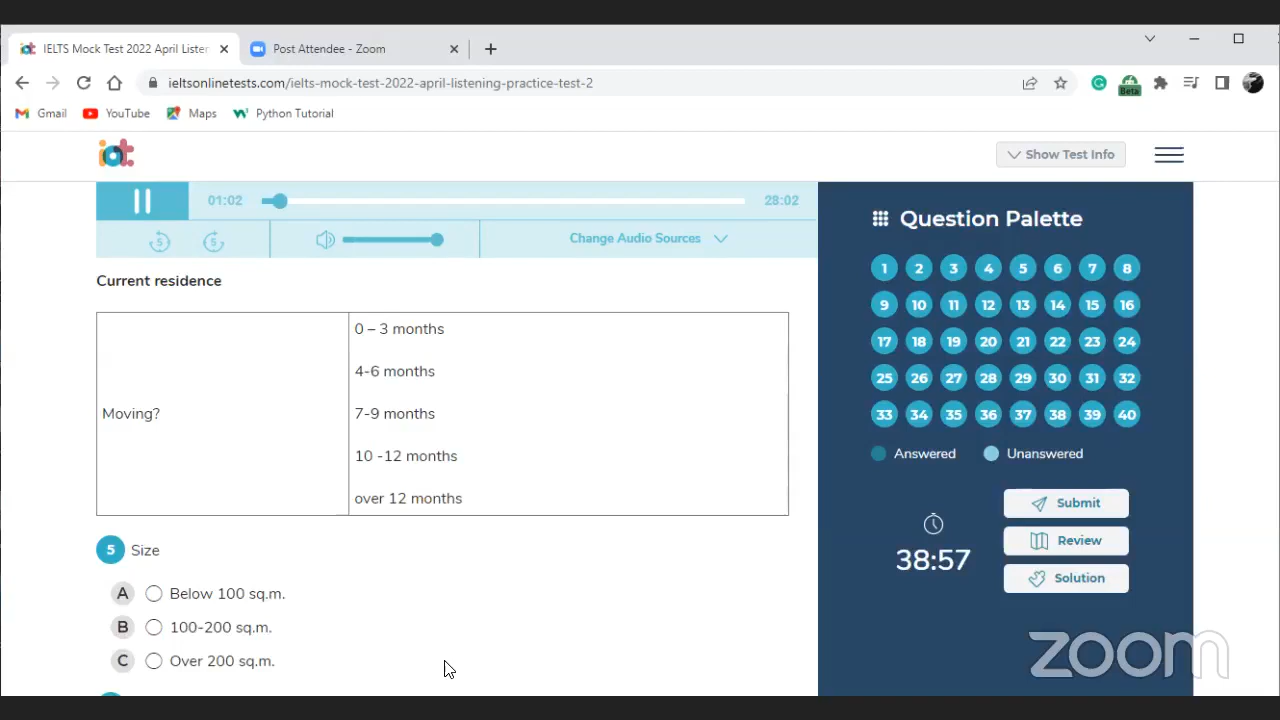 IELTS Mock Test 2022 April Lister
Post Attendee - Zoom
ieltsonlinetests.com/ielts-mock-test-2022-april-listening-practice-test-2
Beta
Gmail
YouTube
Maps
Python Tutorial
iot
Show Test Info
01:02
28:02
5
5
Change Audio Sources
Current residence
Moving?
0 – 3 months
4-6 months
7-9 months
10 -12 months
over 12 months
5 Size
A Below 100 sq.m.
B 100-200 sq.m.
C Over 200 sq.m.
Question Palette
1 2 3 4 5 6 7 8
9 10 11 12 13 14 15 16
17 18 19 20 21 22 23 24
25 26 27 28 29 30 31 32
33 34 35 36 37 38 39 40
Answered Unanswered
38:57
Submit
Review
Solution
zoom